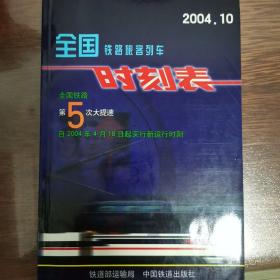 2004.10
全国 铁路旅客列车
时刻表
全国铁路
第5次大提速
自2004年4月18日起实行新运行时刻
铁道部运输局 中国铁道出版社